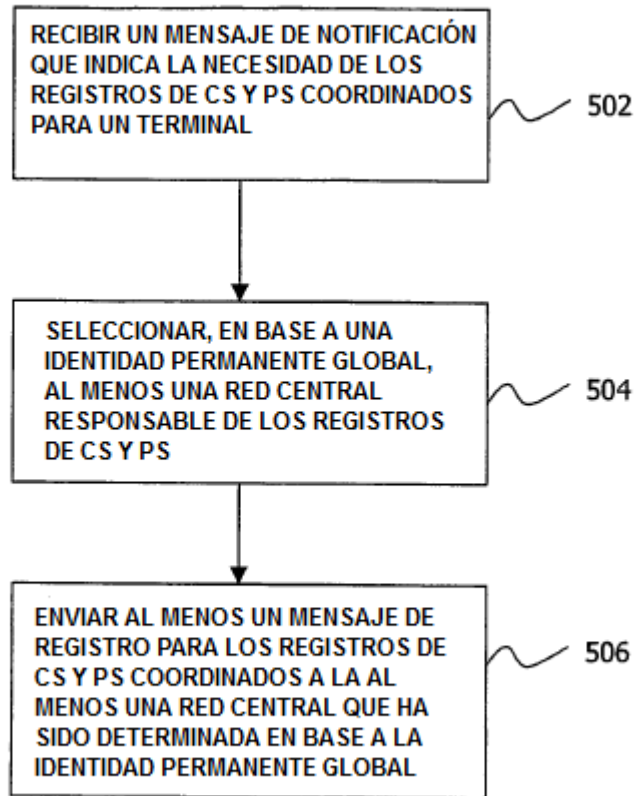 RECIBIR UN MENSAJE DE NOTIFICACIÓN
QUE INDICA LA NECESIDAD DE LOS
REGISTROS DE CS Y PS COORDINADOS
PARA UN TERMINAL
502
SELECCIONAR, EN BASE A UNA
IDENTIDAD PERMANENTE GLOBAL,
AL MENOS UNA RED CENTRAL
RESPONSABLE DE LOS REGISTROS
DE CS Y PS
504
ENVIAR AL MENOS UN MENSAJE DE
REGISTRO PARA LOS REGISTROS DE
CS Y PS COORDINADOS A LA AL
MENOS UNA RED CENTRAL QUE HA
SIDO DETERMINADA EN BASE A LA
IDENTIDAD PERMANENTE GLOBAL
506